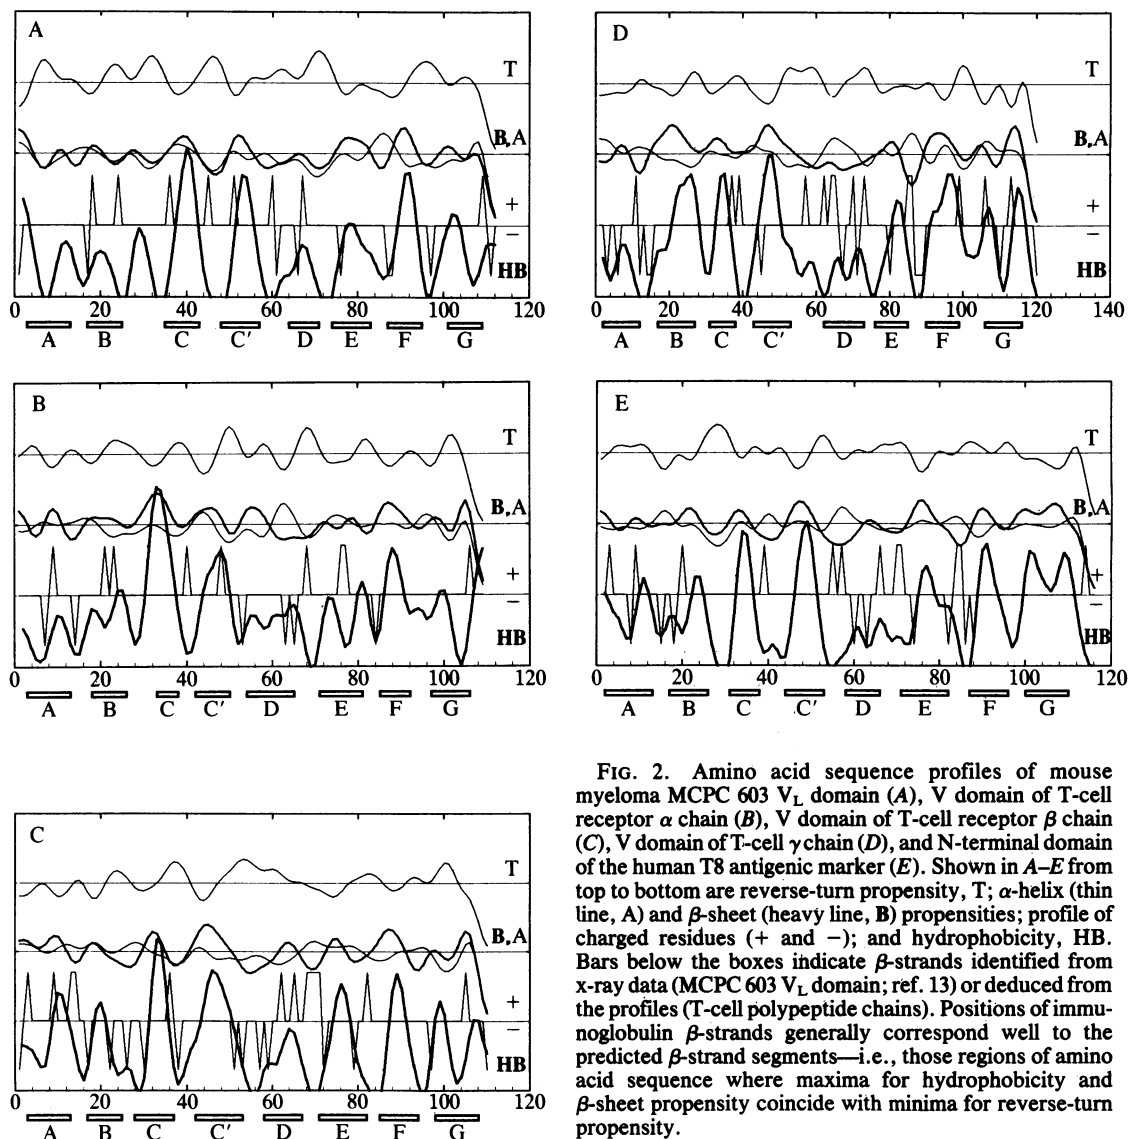 A
T
B,A
+
−
HB
0 20 40 60 80 100 120
A B C C′ D E F G
D
T
B,A
+
−
HB
0 20 40 60 80 100 120 140
A B C C′ D E F G
B
T
B,A
+
−
HB
0 20 40 60 80 100 120
A B C C′ D E F G
E
T
B,A
+
−
HB
0 20 40 60 80 100 120
A B C C′ D E F G
C
T
B,A
+
−
HB
0 20 40 60 80 100 120
A B C C′ D E F G
FIG. 2. Amino acid sequence profiles of mouse
myeloma MCPC 603 VL domain (A), V domain of T-cell
receptor α chain (B), V domain of T-cell receptor β chain
(C), V domain of T-cell γ chain (D), and N-terminal domain
of the human T8 antigenic marker (E). Shown in A–E from
top to bottom are reverse-turn propensity, T; α-helix (thin
line, A) and β-sheet (heavy line, B) propensities; profile of
charged residues (+ and −); and hydrophobicity, HB.
Bars below the boxes indicate β-strands identified from
x-ray data (MCPC 603 VL domain; ref. 13) or deduced from
the profiles (T-cell polypeptide chains). Positions of immu-
noglobulin β-strands generally correspond well to the
predicted β-strand segments—i.e., those regions of amino
acid sequence where maxima for hydrophobicity and
β-sheet propensity coincide with minima for reverse-turn
propensity.